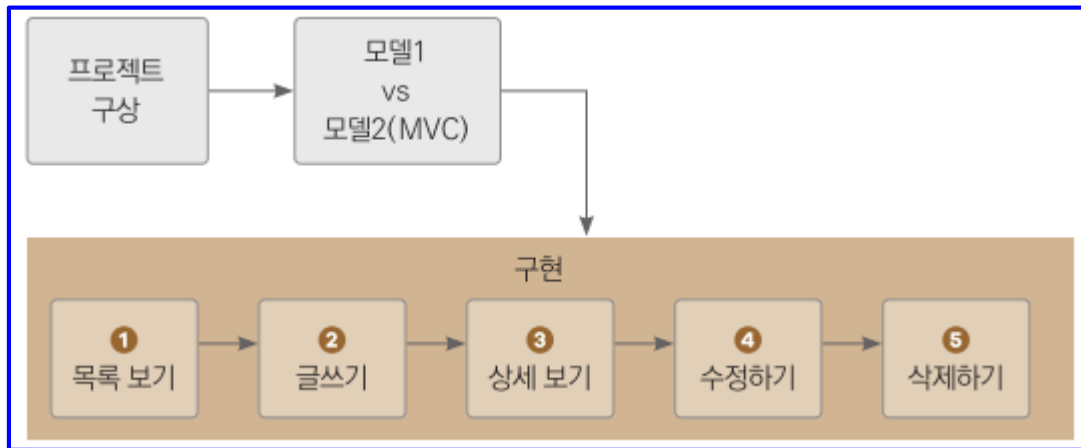 프로젝트
구상
모델1
vs
모델2(MVC)
구현
1
목록 보기
2
글쓰기
3
상세 보기
4
수정하기
5
삭제하기